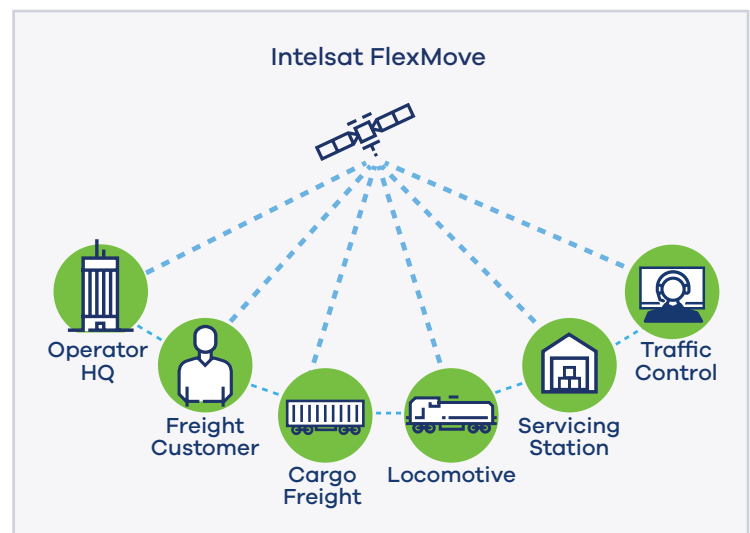 Intelsat FlexMove
Operator
HQ
Freight
Customer
Cargo
Freight
Locomotive
Servicing
Station
Traffic
Control